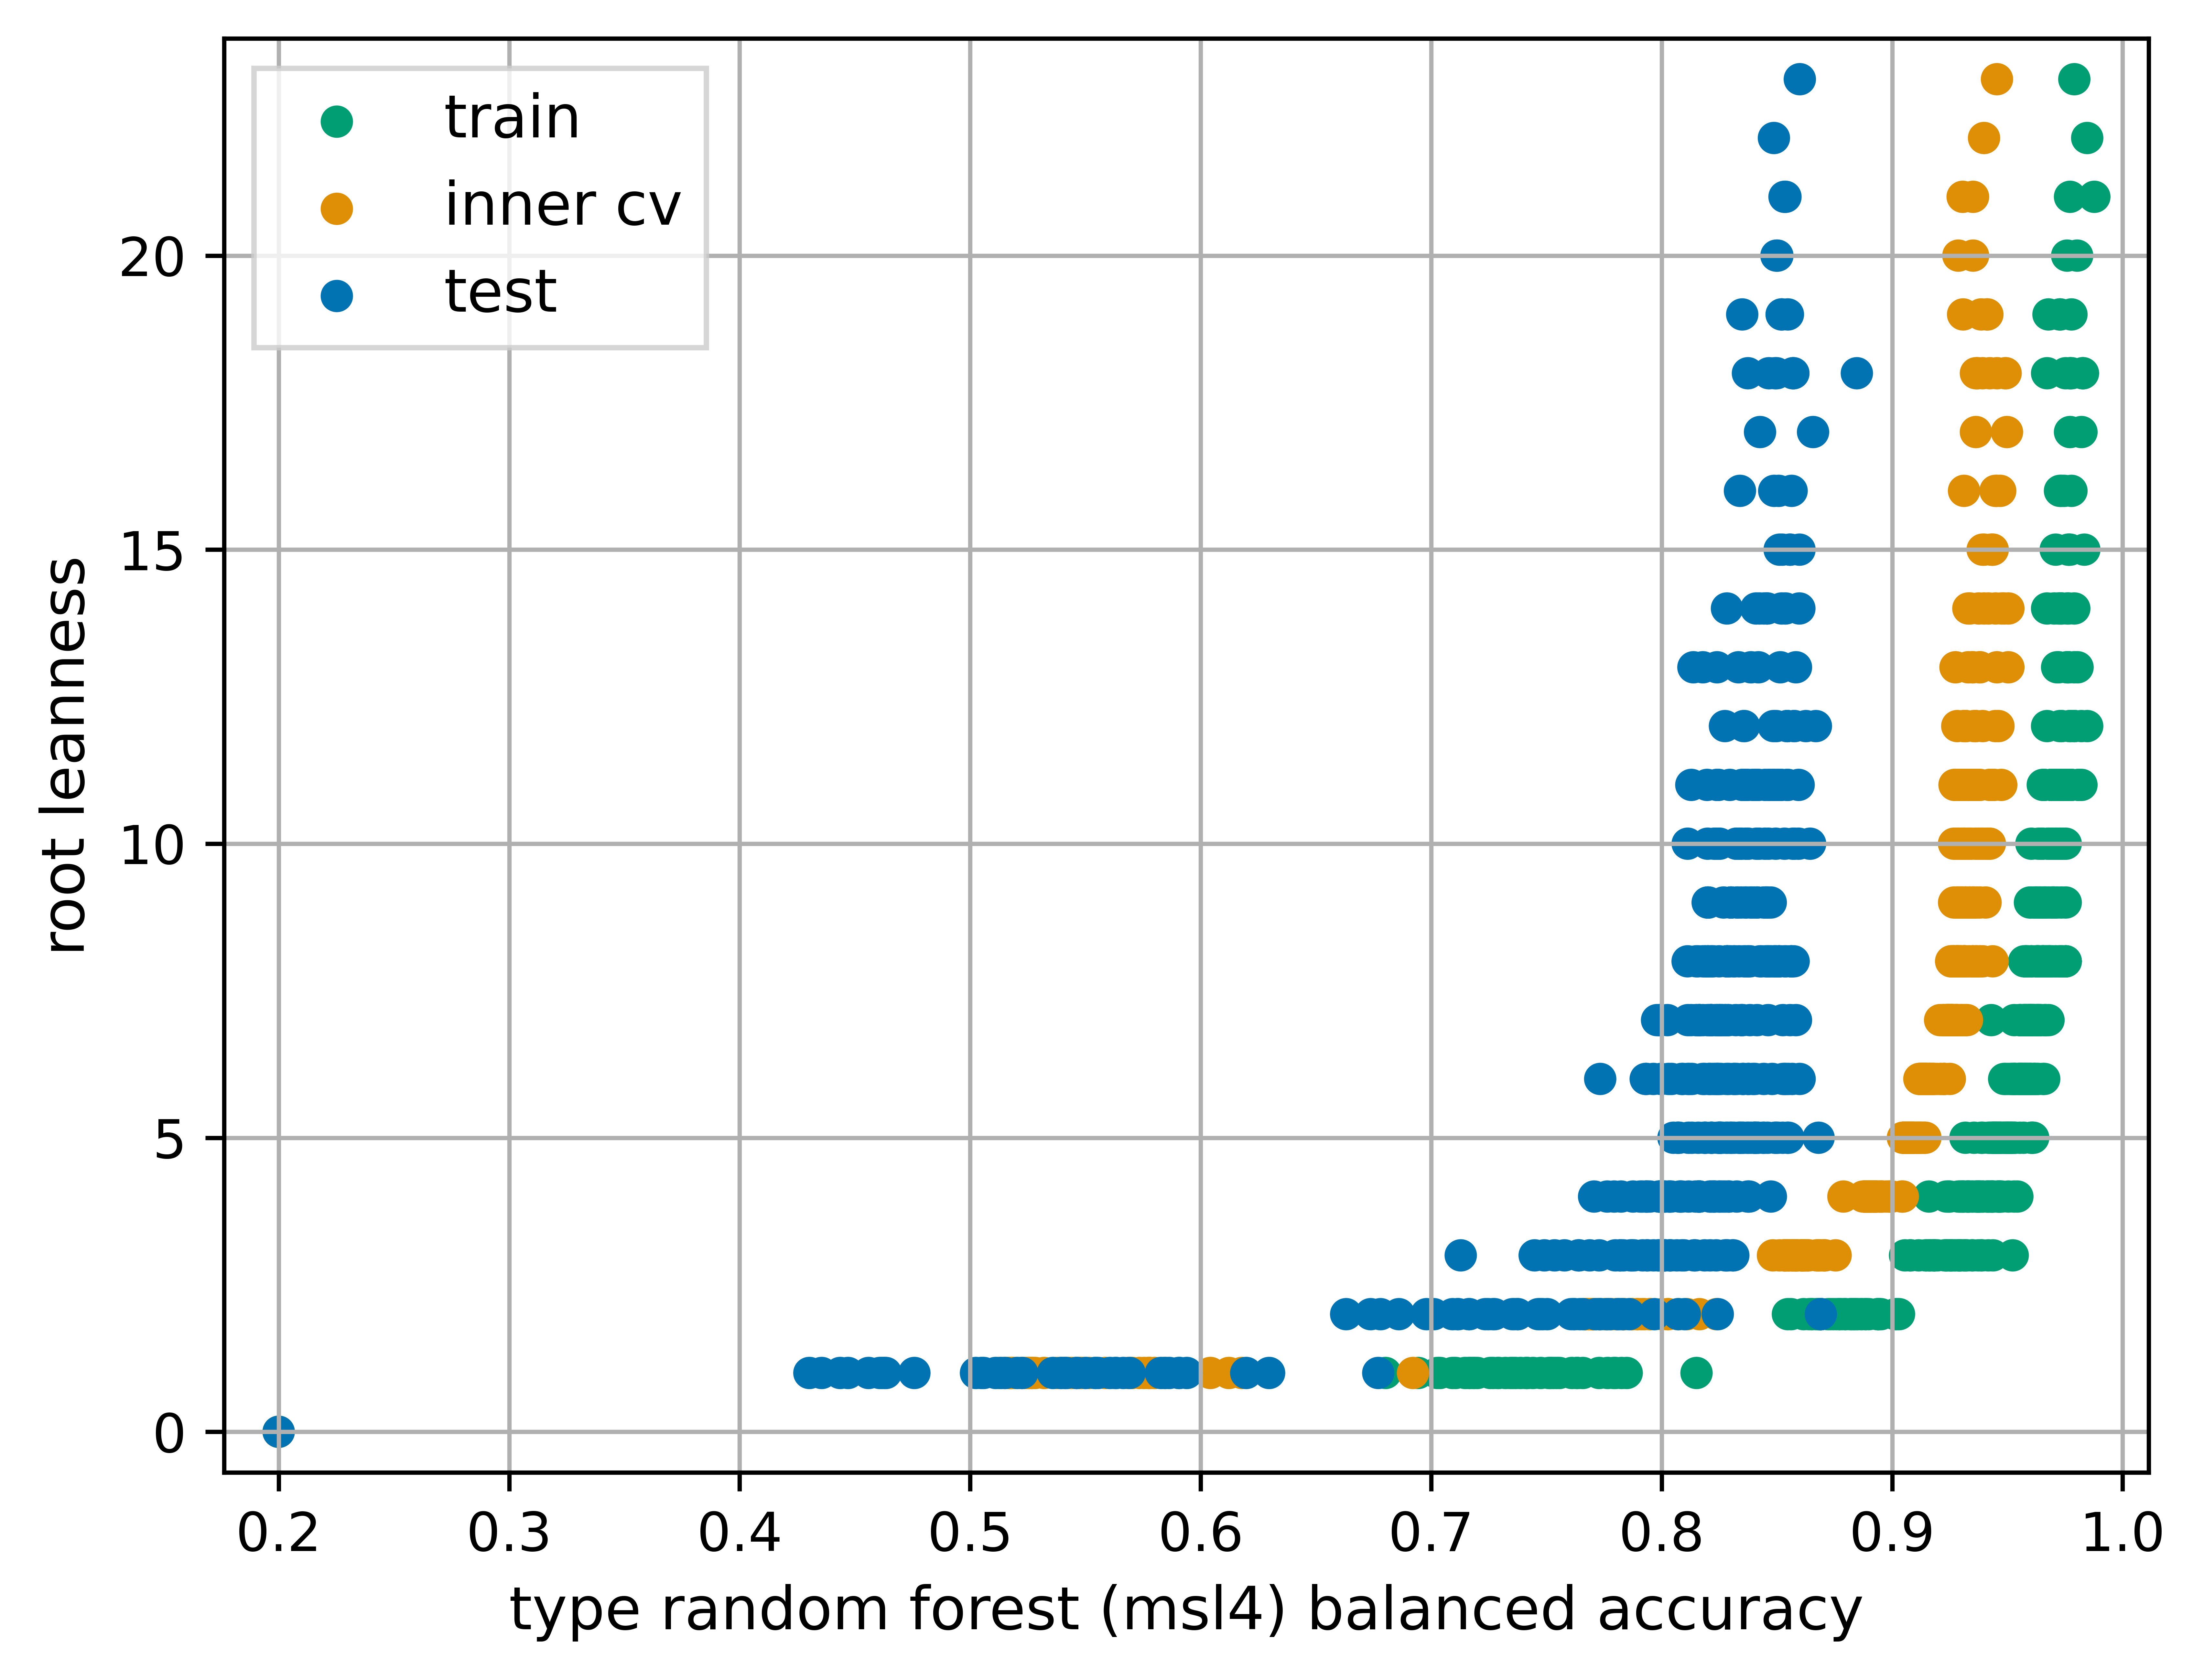 train
inner cv
test
20
15
10
5
0
root leanness
0.2 0.3 0.4 0.5 0.6 0.7 0.8 0.9 1.0
type random forest (msl4) balanced accuracy